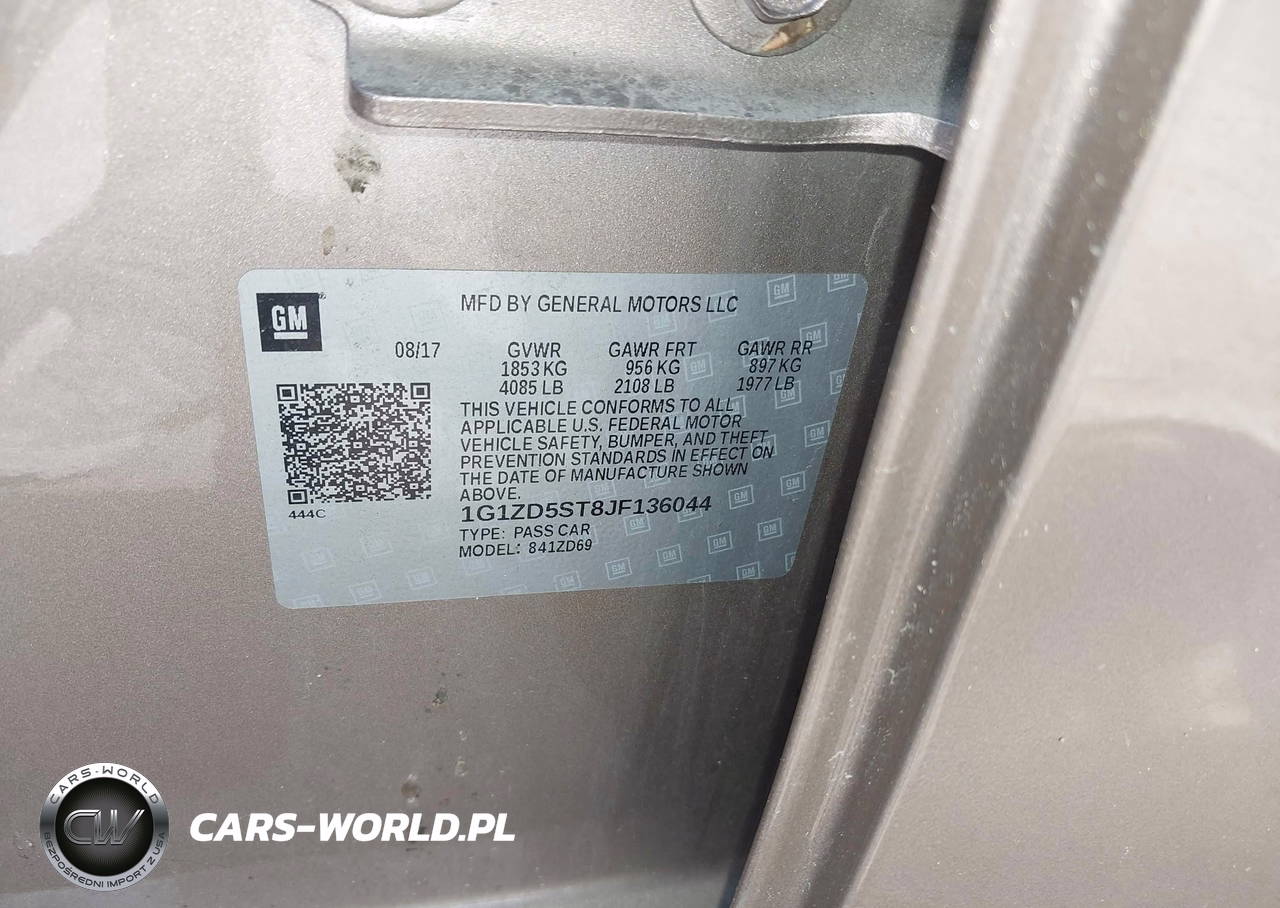 GM
MFD BY GENERAL MOTORS LLC
08/17 GVWR GAWR FRT GAWR RR
1853 KG 956 KG 897 KG
4085 LB 2108 LB 1977 LB
THIS VEHICLE CONFORMS TO ALL
APPLICABLE U.S. FEDERAL MOTOR
VEHICLE SAFETY, BUMPER, AND THEFT
PREVENTION STANDARDS IN EFFECT ON
THE DATE OF MANUFACTURE SHOWN
ABOVE.
444C
1G1ZD5ST8JF136044
TYPE: PASS CAR
MODEL: 841ZD69
CARS-WORLD
CW
BEZPOŚREDNI IMPORT Z USA
CARS-WORLD.PL